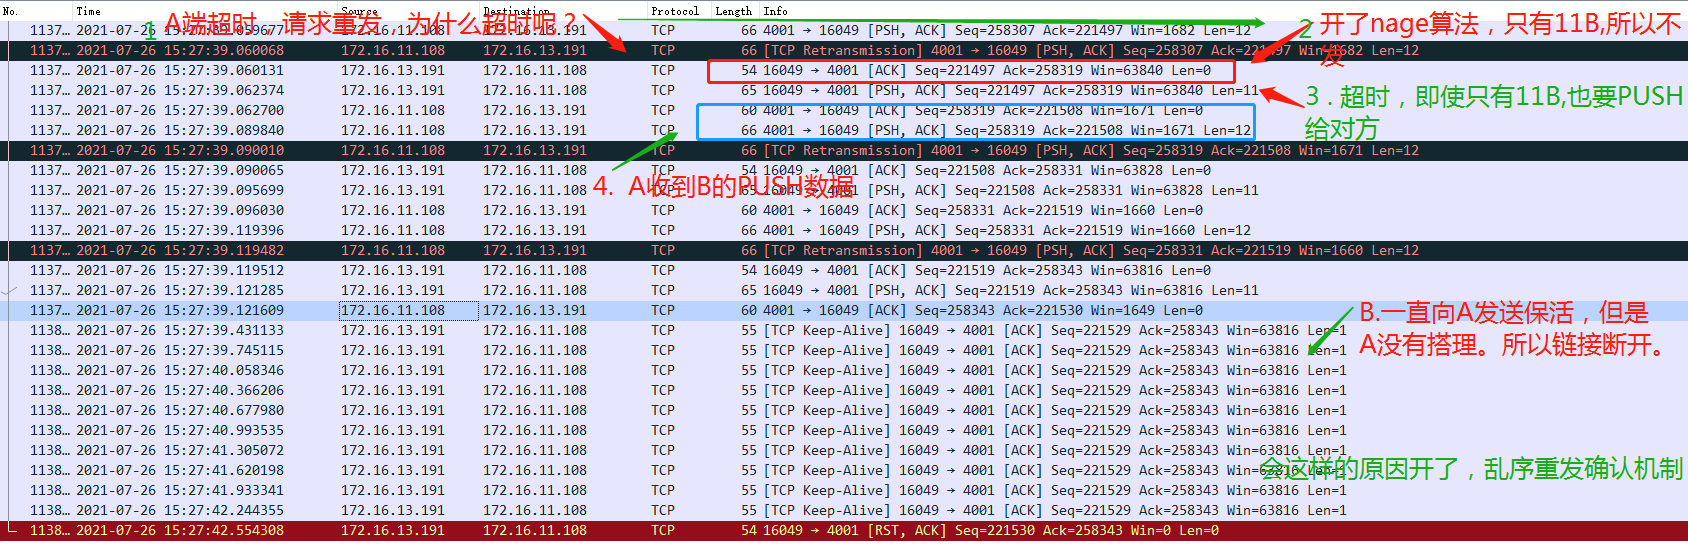 No. Time Source Destination Protocol Length Info
1 A端超时，请求重发，为什么超时呢？
2 开了nage算法，只有11B,所以不发
1137… 2021-07-26 172.16.11.108 172.16.13.191 TCP 66 4001 → 16049 [PSH, ACK] Seq=258307 Ack=221497 Win=1682 Len=12
1137… 2021-07-26 15:27:39.060068 172.16.11.108 172.16.13.191 TCP 66 [TCP Retransmission] 4001 → 16049 [PSH, ACK] Seq=258307 Ack=221497 Win=1682 Len=12
1137… 2021-07-26 15:27:39.060131 172.16.13.191 172.16.11.108 TCP 54 16049 → 4001 [ACK] Seq=221497 Ack=258319 Win=63840 Len=0
1137… 2021-07-26 15:27:39.062374 172.16.13.191 172.16.11.108 TCP 65 16049 → 4001 [PSH, ACK] Seq=221497 Ack=258319 Win=63840 Len=11
3．超时，即使只有11B,也要PUSH
给对方
1137… 2021-07-26 15:27:39.062700 172.16.11.108 172.16.13.191 TCP 60 4001 → 16049 [ACK] Seq=258319 Ack=221508 Win=1671 Len=0
1137… 2021-07-26 15:27:39.089840 172.16.11.108 172.16.13.191 TCP 66 4001 → 16049 [PSH, ACK] Seq=258319 Ack=221508 Win=1671 Len=12
1137… 2021-07-26 15:27:39.090010 172.16.11.108 172.16.13.191 TCP 66 [TCP Retransmission] 4001 → 16049 [PSH, ACK] Seq=258319 Ack=221508 Win=1671 Len=12
1137… 2021-07-26 15:27:39.090065 172.16.13.191 172.16.11.108 TCP 54 16049 → 4001 [ACK] Seq=221508 Ack=258331 Win=63828 Len=0
4. A收到B的PUSH数据
1137… 2021-07-26 15:27:39.095699 172.16.13.191 172.16.11.108 TCP 65 16049 → 4001 [PSH, ACK] Seq=221508 Ack=258331 Win=63828 Len=11
1137… 2021-07-26 15:27:39.096030 172.16.11.108 172.16.13.191 TCP 60 4001 → 16049 [ACK] Seq=258331 Ack=221519 Win=1660 Len=0
1137… 2021-07-26 15:27:39.119396 172.16.11.108 172.16.13.191 TCP 66 4001 → 16049 [PSH, ACK] Seq=258331 Ack=221519 Win=1660 Len=12
1137… 2021-07-26 15:27:39.119482 172.16.11.108 172.16.13.191 TCP 66 [TCP Retransmission] 4001 → 16049 [PSH, ACK] Seq=258331 Ack=221519 Win=1660 Len=12
1137… 2021-07-26 15:27:39.119512 172.16.13.191 172.16.11.108 TCP 54 16049 → 4001 [ACK] Seq=221519 Ack=258343 Win=63816 Len=0
1137… 2021-07-26 15:27:39.121285 172.16.13.191 172.16.11.108 TCP 65 16049 → 4001 [PSH, ACK] Seq=221519 Ack=258343 Win=63816 Len=11
1137… 2021-07-26 15:27:39.121609 172.16.11.108 172.16.13.191 TCP 60 4001 → 16049 [ACK] Seq=258343 Ack=221530 Win=1649 Len=0
B.一直向A发送保活，但是
A没有搭理。所以链接断开。
1137… 2021-07-26 15:27:39.431133 172.16.13.191 172.16.11.108 TCP 55 [TCP Keep-Alive] 16049 → 4001 [ACK] Seq=221529 Ack=258343 Win=63816 Len=1
1138… 2021-07-26 15:27:39.745115 172.16.13.191 172.16.11.108 TCP 55 [TCP Keep-Alive] 16049 → 4001 [ACK] Seq=221529 Ack=258343 Win=63816 Len=1
1138… 2021-07-26 15:27:40.058346 172.16.13.191 172.16.11.108 TCP 55 [TCP Keep-Alive] 16049 → 4001 [ACK] Seq=221529 Ack=258343 Win=63816 Len=1
1138… 2021-07-26 15:27:40.366206 172.16.13.191 172.16.11.108 TCP 55 [TCP Keep-Alive] 16049 → 4001 [ACK] Seq=221529 Ack=258343 Win=63816 Len=1
1138… 2021-07-26 15:27:40.677980 172.16.13.191 172.16.11.108 TCP 55 [TCP Keep-Alive] 16049 → 4001 [ACK] Seq=221529 Ack=258343 Win=63816 Len=1
1138… 2021-07-26 15:27:40.993535 172.16.13.191 172.16.11.108 TCP 55 [TCP Keep-Alive] 16049 → 4001 [ACK] Seq=221529 Ack=258343 Win=63816 Len=1
1138… 2021-07-26 15:27:41.305072 172.16.13.191 172.16.11.108 TCP 55 [TCP Keep-Alive] 16049 → 4001 [ACK] Seq=221529 Ack=258343 Win=63816 Len=1
1138… 2021-07-26 15:27:41.620198 172.16.13.191 172.16.11.108 TCP 55 [TCP Keep-Alive] 16049 → 4001 [ACK] Seq=221529 Ack=258343 Win=63816 Len=1
会这样的原因开了，乱序重发确认机制
1138… 2021-07-26 15:27:41.933341 172.16.13.191 172.16.11.108 TCP 55 [TCP Keep-Alive] 16049 → 4001 [ACK] Seq=221529 Ack=258343 Win=63816 Len=1
1138… 2021-07-26 15:27:42.244355 172.16.13.191 172.16.11.108 TCP 55 [TCP Keep-Alive] 16049 → 4001 [ACK] Seq=221529 Ack=258343 Win=63816 Len=1
1138… 2021-07-26 15:27:42.554308 172.16.13.191 172.16.11.108 TCP 54 16049 → 4001 [RST, ACK] Seq=221530 Ack=258343 Win=0 Len=0